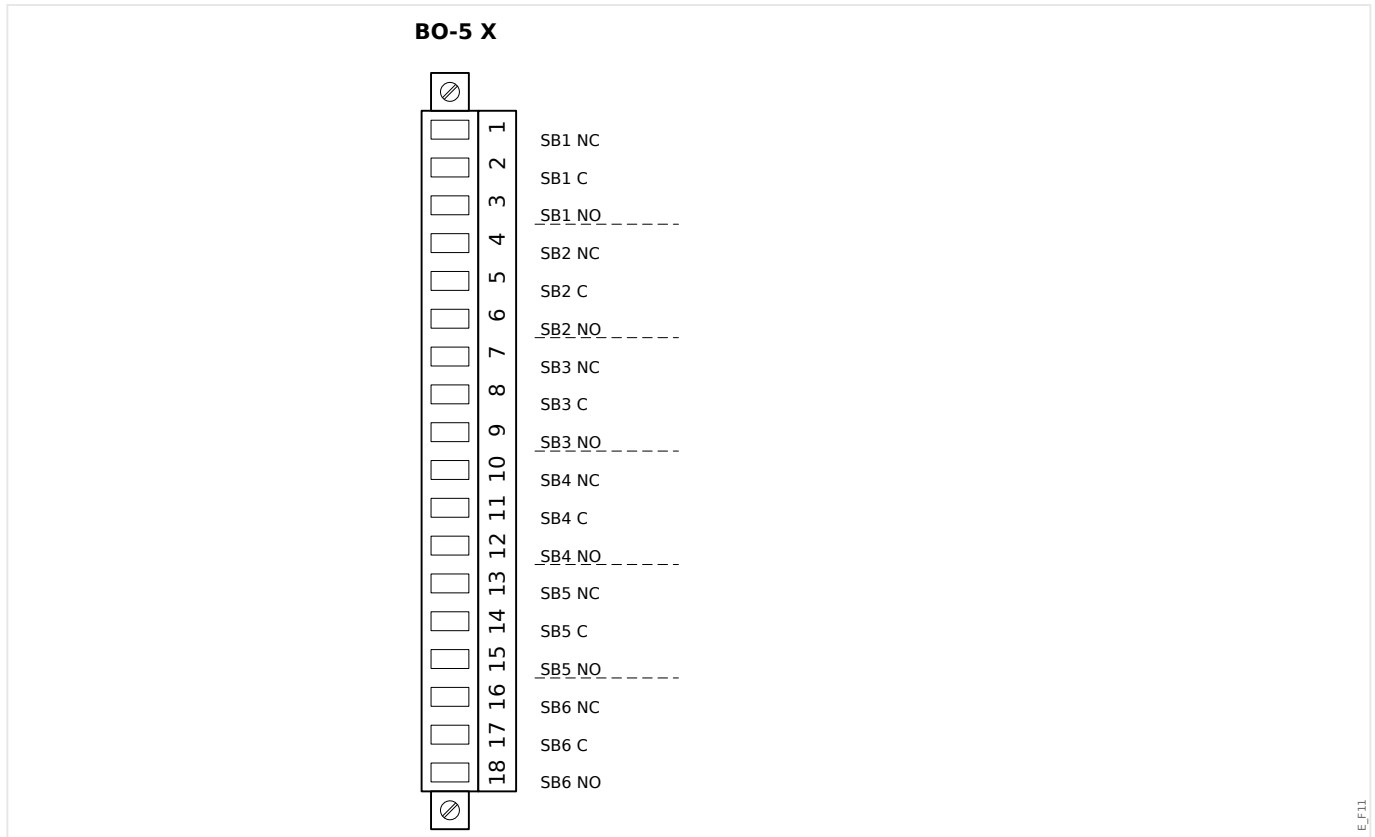 BO-5 X
1 SB1 NC
2 SB1 C
3 SB1 NO
4 SB2 NC
5 SB2 C
6 SB2 NO
7 SB3 NC
8 SB3 C
9 SB3 NO
10 SB4 NC
11 SB4 C
12 SB4 NO
13 SB5 NC
14 SB5 C
15 SB5 NO
16 SB6 NC
17 SB6 C
18 SB6 NO
E_F11